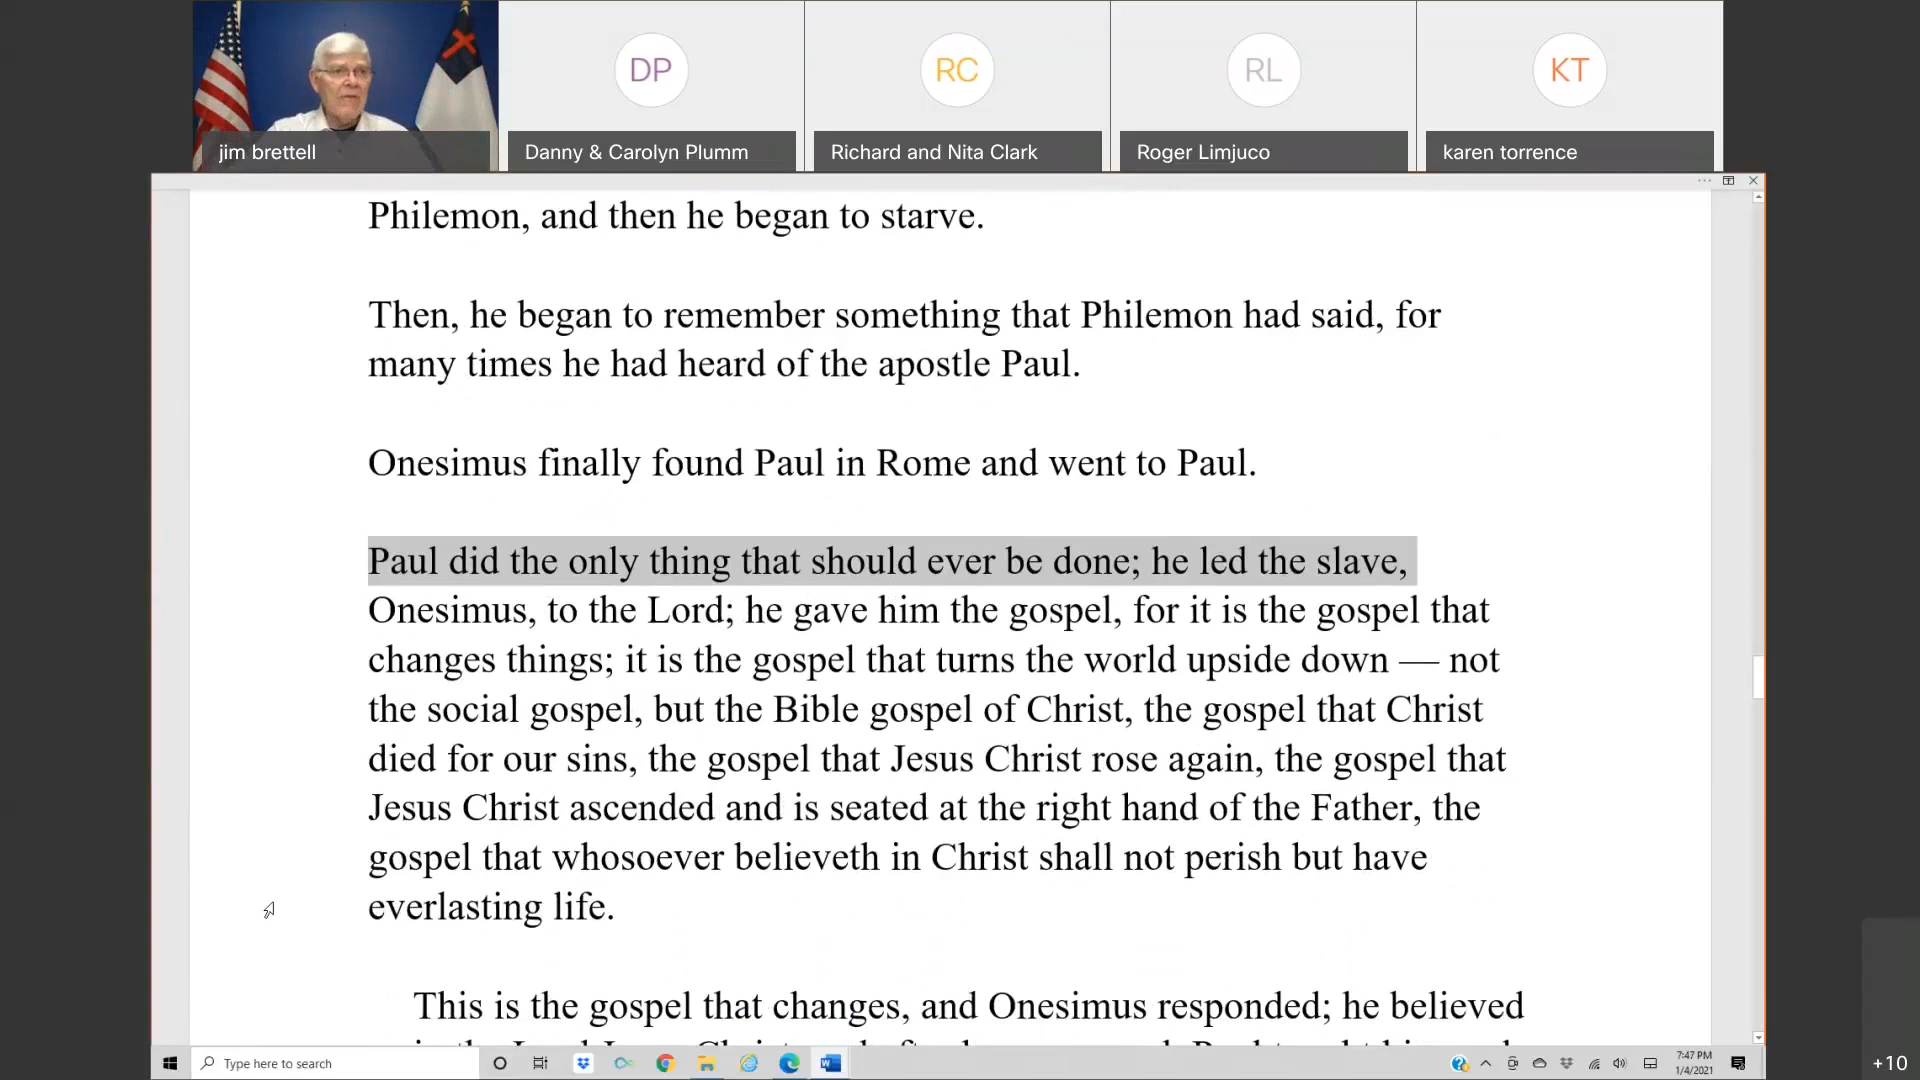 DP
RC
RL
KT
jim brettell
Danny & Carolyn Plumm
Richard and Nita Clark
Roger Limjuco
karen torrence
Philemon, and then he began to starve.
Then, he began to remember something that Philemon had said, for
many times he had heard of the apostle Paul.
Onesimus finally found Paul in Rome and went to Paul.
Paul did the only thing that should ever be done; he led the slave,
Onesimus, to the Lord; he gave him the gospel, for it is the gospel that
changes things; it is the gospel that turns the world upside down — not
the social gospel, but the Bible gospel of Christ, the gospel that Christ
died for our sins, the gospel that Jesus Christ rose again, the gospel that
Jesus Christ ascended and is seated at the right hand of the Father, the
gospel that whosoever believeth in Christ shall not perish but have
everlasting life.
This is the gospel that changes, and Onesimus responded; he believed
Type here to search
7:47 PM
1/4/2021
+10